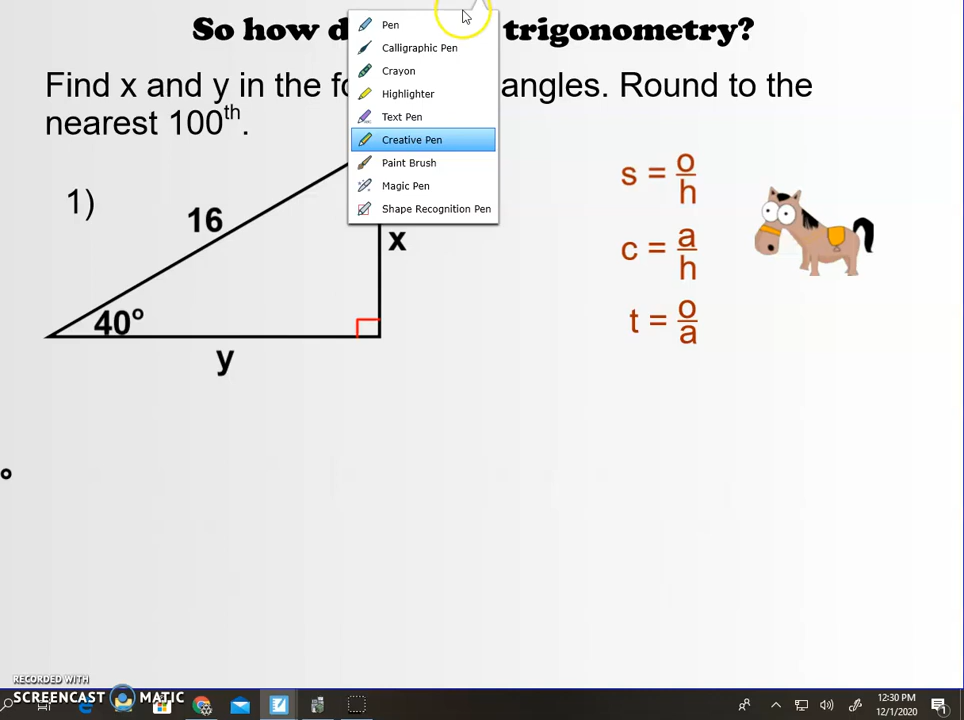 So how d trigonometry?
Pen
Calligraphic Pen
Crayon
Highlighter
Text Pen
Creative Pen
Paint Brush
Magic Pen
Shape Recognition Pen
Find x and y in the fo angles. Round to the
nearest 100th.
1)
16
x
40°
y
s = o/h
c = a/h
t = o/a
°
RECORDED WITH
SCREENCAST MATIC
12:30 PM
12/1/2020
1